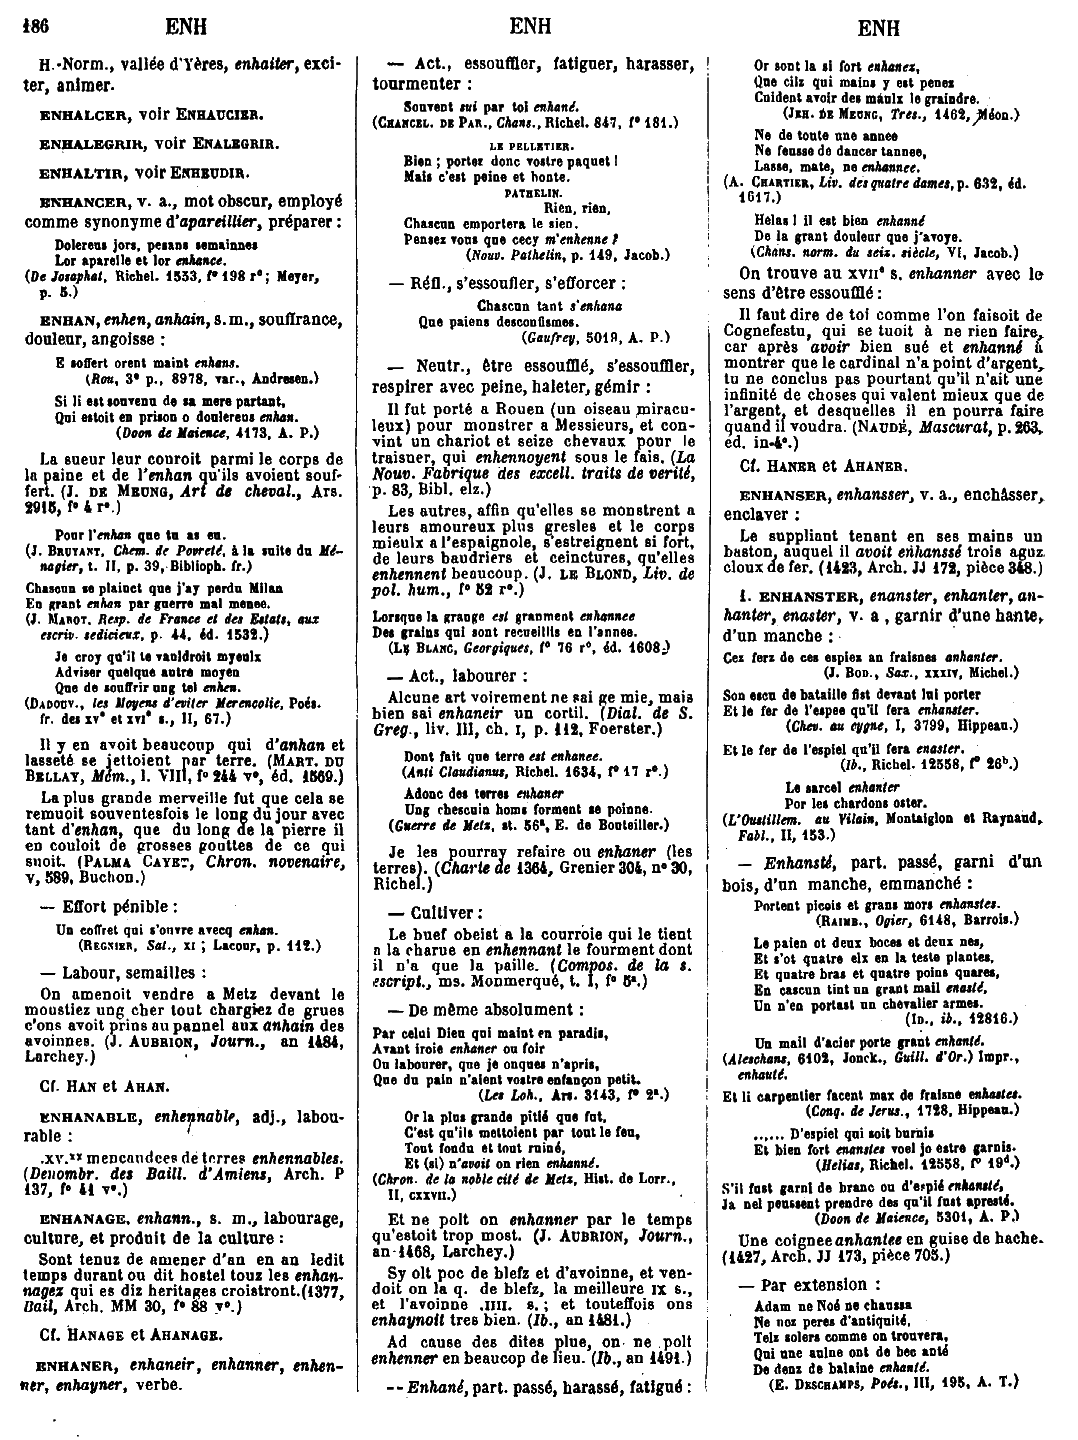 186 ENH ENH ENH
H.-Norm., vallée d'Yères, enhaiter, exci-
ter, animer.
ENHALCER, voir ENHAUCIER.
ENHALEGRIR, voir ENALEGRIR.
ENHALTIR, voir ENHEUDIR.
ENHANCER, v. a., mot obscur, employé
comme synonyme d'apareillier, préparer :
Dolereus jors, pesans semainnes
Lor aparelle et lor enhance.
(De Josaphat, Richel. 1553, f° 198 r°; Meyer,
p. 5.)
ENHAN, enhen, anhain, s. m., souffrance,
douleur, angoisse :
E soffert orent maint enhans.
(Rou, 3° p., 8978, var., Andresen.)
Si li est souvenu de sa mere partant,
Qui estoit en prison o doulereus enhan.
(Doon de Maience, 4173, A. P.)
La sueur leur couroit parmi le corps de
la paine et de l'enhan qu'ils avoient souf-
fert. (J. DE MEUNG, Art de cheval., Ars.
2915, f° 4 r°.)
Pour l'enhan que tu as eu.
(J. BRUYANT, Chem. de Povreté, à la suite du Mé-
nagier, t. II, p. 39, Biblioph. fr.)
Chascun se plainct que j'ay perdu Milan
En grant enhan par guerre mal menee.
(J. MAROT, Resp. de France et des Estats, aux
escriv. sedicieux, p. 44, éd. 1532.)
Je croy qu'il te vauldroit myeulx
Adviser quelque autre moyen
Que de souffrir ung tel enhen.
(DADOUV., les Moyens d'eviter Merencolie, Poés.
fr. des XV° et XVI° s., II, 67.)
Il y en avoit beaucoup qui d'anhan et
lasseté se jettoient par terre. (MART. DU
BELLAY, Mém., l. VIII, f° 244 v°, éd. 1569.)
La plus grande merveille fut que cela se
remuoit souventesfois le long du jour avec
tant d'enhan, que du long de la pierre il
en couloit de grosses gouttes de ce qui
suoit. (PALMA CAYET, Chron. novenaire,
V, 589, Buchon.)
— Effort pénible :
Un coffret qui s'ouvre avecq enhan.
(REGNIER, Sat., XI ; Lacour, p. 112.)
— Labour, semailles :
On amenoit vendre a Metz devant le
moustiez ung cher tout chargiez de grues
c'ons avoit prins au pannel aux anhain des
avoinnes. (J. AUBRION, Journ., an 1484,
Larchey.)
Cf. HAN et AHAN.
ENHANABLE, enhennable, adj., labou-
rable :
.XV.xx mencaudees de terres enhennables.
(Denombr. des Baill. d'Amiens, Arch. P
137, f° 41 v°.)
ENHANAGE, enhann., s. m., labourage,
culture, et produit de la culture :
Sont tenuz de amener d'an en an ledit
temps durant ou dit hostel touz les enhan-
nagez qui es diz heritages croistront. (1377,
Bail, Arch. MM 30, f° 88 v°.)
Cf. HANAGE et AHANAGE.
ENHANER, enhaneir, enhanner, enhen-
ner, enhayner, verbe.
— Act., essouffler, fatiguer, harasser,
tourmenter :
Souvent sui par toi enhané.
(CHANCEL. DE PAR., Chans., Richel. 847, f° 181.)
LE PELLETIER.
Bien ; portez donc vostre paquet !
Mais c'est peine et honte.
PATHELIN.
Rien, rien,
Chascun emportera le sien.
Pensez vous que cecy m'enhenne ?
(Nouv. Pathelin, p. 149, Jacob.)
— Réfl., s'essoufler, s'efforcer :
Chascun tant s'enhana
Que paiens desconfismes.
(Gaufrey, 5019, A. P.)
— Neutr., être essoufflé, s'essouffler,
respirer avec peine, haleter, gémir :
Il fut porté a Rouen (un oiseau miracu-
leux) pour monstrer a Messieurs, et con-
vint un chariot et seize chevaux pour le
traisner, qui enhennoyent sous le fais. (La
Nouv. Fabrique des excell. traits de verité,
p. 83, Bibl. elz.)
Les autres, affin qu'elles se monstrent a
leurs amoureux plus gresles et le corps
mieulx a l'espaignole, s'estreignent si fort,
de leurs baudriers et ceinctures, qu'elles
enhennent beaucoup. (J. LE BLOND, Liv. de
pol. hum., f° 52 r°.)
Lorsque la grange est granment enhannee
Des grains qui sont recueillis en l'annee.
(LE BLANC, Georgiques, f° 76 r°, éd. 1608.)
— Act., labourer :
Alcune art voirement ne sai ge mie, mais
bien sai enhaneir un cortil. (Dial. de S.
Greg., liv. III, ch. I, p. 112, Foerster.)
Dont fait que terre est enhanee.
(Anti Claudianus, Richel. 1634, f° 17 r°.)
Adonc des terres enhaner
Ung chescuin homs forment se poinne.
(Guerre de Metz, st. 56a, E. de Bouteiller.)
Je les pourray refaire ou enhaner (les
terres). (Charte de 1364, Grenier 304, n° 30,
Richel.)
— Cultiver :
Le buef obeist a la courroie qui le tient
a la charue en enhennant le fourment dont
il n'a que la paille. (Compos. de la s.
escript., ms. Monmerqué, t. I, f° 5a.)
— De même absolument :
Par celui Dieu qui maint en paradis,
Avant iroie enhaner ou foir
Ou labourer, que je onques n'apris,
Que du pain n'aient vostre enfançon petit.
(Les Loh., Ars. 3143, f° 2a.)
Or la plus grande pitié que fut,
C'est qu'ils mettoient par tout le feu,
Tout fondu et tout ruiné,
Et (si) n'avoit on rien enhanné.
(Chron. de la noble cité de Metz, Hist. de Lorr.,
II, CXXVII.)
Et ne polt on enhanner par le temps
qu'estoit trop most. (J. AUBRION, Journ.,
an 1468, Larchey.)
Sy olt poc de blefz et d'avoinne, et ven-
doit on la q. de blefz, la meilleure IX s.,
et l'avoinne .IIII. s. ; et touteffois ons
enhaynoit tres bien. (Ib., an 1481.)
Ad cause des dites plue, on ne polt
enhenner en beaucop de lieu. (Ib., an 1491.)
-- Enhané, part. passé, harassé, fatigué :
Or sont la si fort enhanez,
Que cilz qui mains y est penez
Cuident avoir des maulx le graindre.
(JEH. DE MEUNG, Tres., 1462, Méon.)
Ne de toute une annee
Ne feusse de dancer tannee,
Lasse, mate, ne enhannee.
(A. CHARTIER, Liv. des quatre dames, p. 632, éd.
1617.)
Helas ! il est bien enhanné
De la grant douleur que j'avoye.
(Chans. norm. du seiz. siècle, VI, Jacob.)
On trouve au XVII° s. enhanner avec le
sens d'être essoufflé :
Il faut dire de toi comme l'on faisoit de
Cognefestu, qui se tuoit à ne rien faire,
car après avoir bien sué et enhanné à
montrer que le cardinal n'a point d'argent,
tu ne conclus pas pourtant qu'il n'ait une
infinité de choses qui valent mieux que de
l'argent, et desquelles il en pourra faire
quand il voudra. (NAUDÉ, Mascurat, p. 263,
éd. in-4°.)
Cf. HANER et AHANER.
ENHANSER, enhansser, v. a., enchâsser,
enclaver :
Le suppliant tenant en ses mains un
baston, auquel il avoit enhanssé trois aguz
cloux de fer. (1423, Arch. JJ 172, pièce 348.)
1. ENHANSTER, enanster, enhanter, an-
hanter, enaster, v. a , garnir d'une hante,
d'un manche :
Cez ferz de ces espiez an fraisnes anhanter.
(J. BOD., Sax., XXXIV, Michel.)
Son escu de bataille fist devant lui porter
Et le fer de l'espee qu'il fera enhanster.
(Chev. au cygne, I, 3799, Hippeau.)
Et le fer de l'espiel qu'il fera enaster.
(Ib., Richel. 12558, f° 26b.)
Le sarcel enhanter
Por les chardons oster.
(L'Oustillem. au Vilain, Montaiglon et Raynaud,
Fabl., II, 153.)
— Enhansté, part. passé, garni d'un
bois, d'un manche, emmanché :
Portent picois et grans mors enhanstes.
(RAIMB., Ogier, 6148, Barrois.)
Le paien ot deux boces et deux nes,
Et s'ot quatre elx en la teste plantes,
Et quatre bras et quatre poins quares,
En cascun tint un grant mail enasté,
Un n'en portast un chevalier armes.
(ID., ib., 12816.)
Un mail d'acier porte grant enhanté.
(Aleschans, 6102, Jonck., Guill. d'Or.) Impr.,
enhauté.
Et li carpentier facent max de fraisne enhastes.
(Conq. de Jerus., 1728, Hippeau.)
...... D'espiel qui soit burnis
Et bien fort enanstes voel jo estre garnis.
(Helias, Richel. 12558, f° 19d.)
S'il fust garni de branc ou d'espié enhansté,
Ja nel peussent prendre des qu'il fust apresté.
(Doon de Maience, 5301, A. P.)
Une coignee anhantee en guise de hache.
(1427, Arch. JJ 173, pièce 705.)
— Par extension :
Adam ne Noé ne chaussa
Ne noz peres d'antiquité,
Telz solers comme on trouvera,
Qui une aulne ont de bec anté
De denz de balaine enhanté.
(E. DESCHAMPS, Poés., III, 195, A. T.)